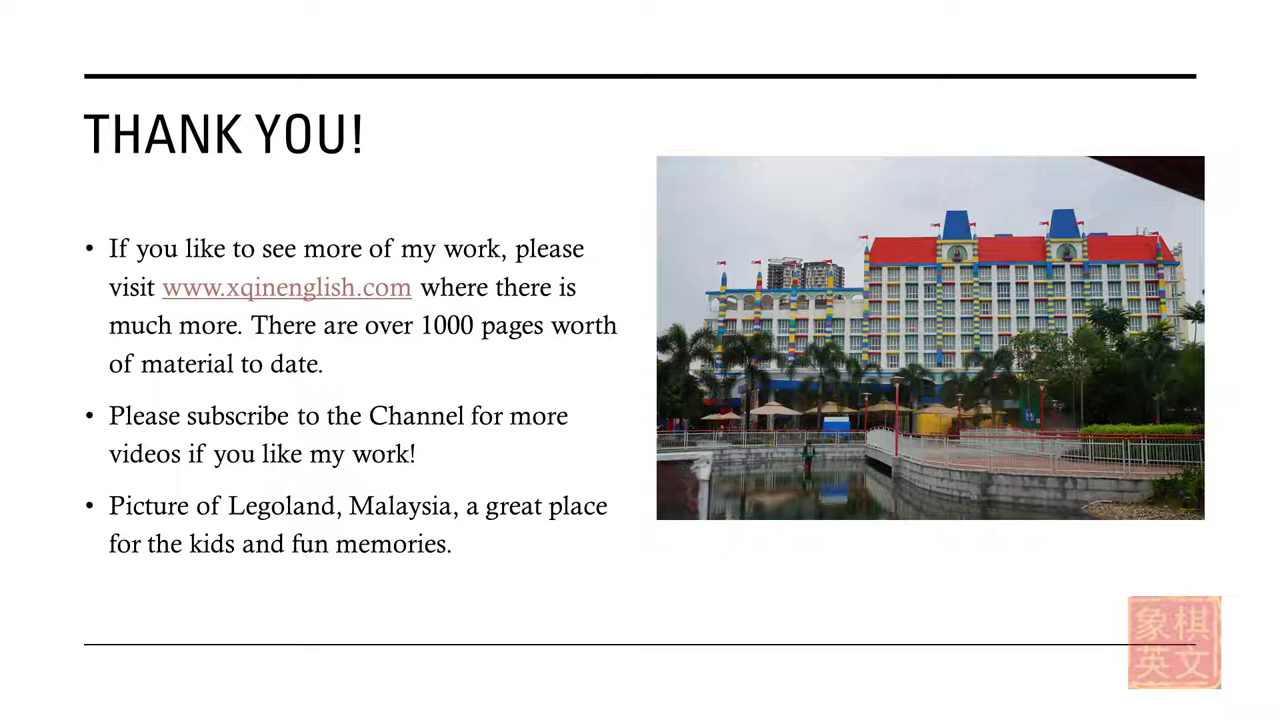 THANK YOU!
• If you like to see more of my work, please
visit www.xqinenglish.com where there is
much more. There are over 1000 pages worth
of material to date.
• Please subscribe to the Channel for more
videos if you like my work!
• Picture of Legoland, Malaysia, a great place
for the kids and fun memories.
象棋
英文